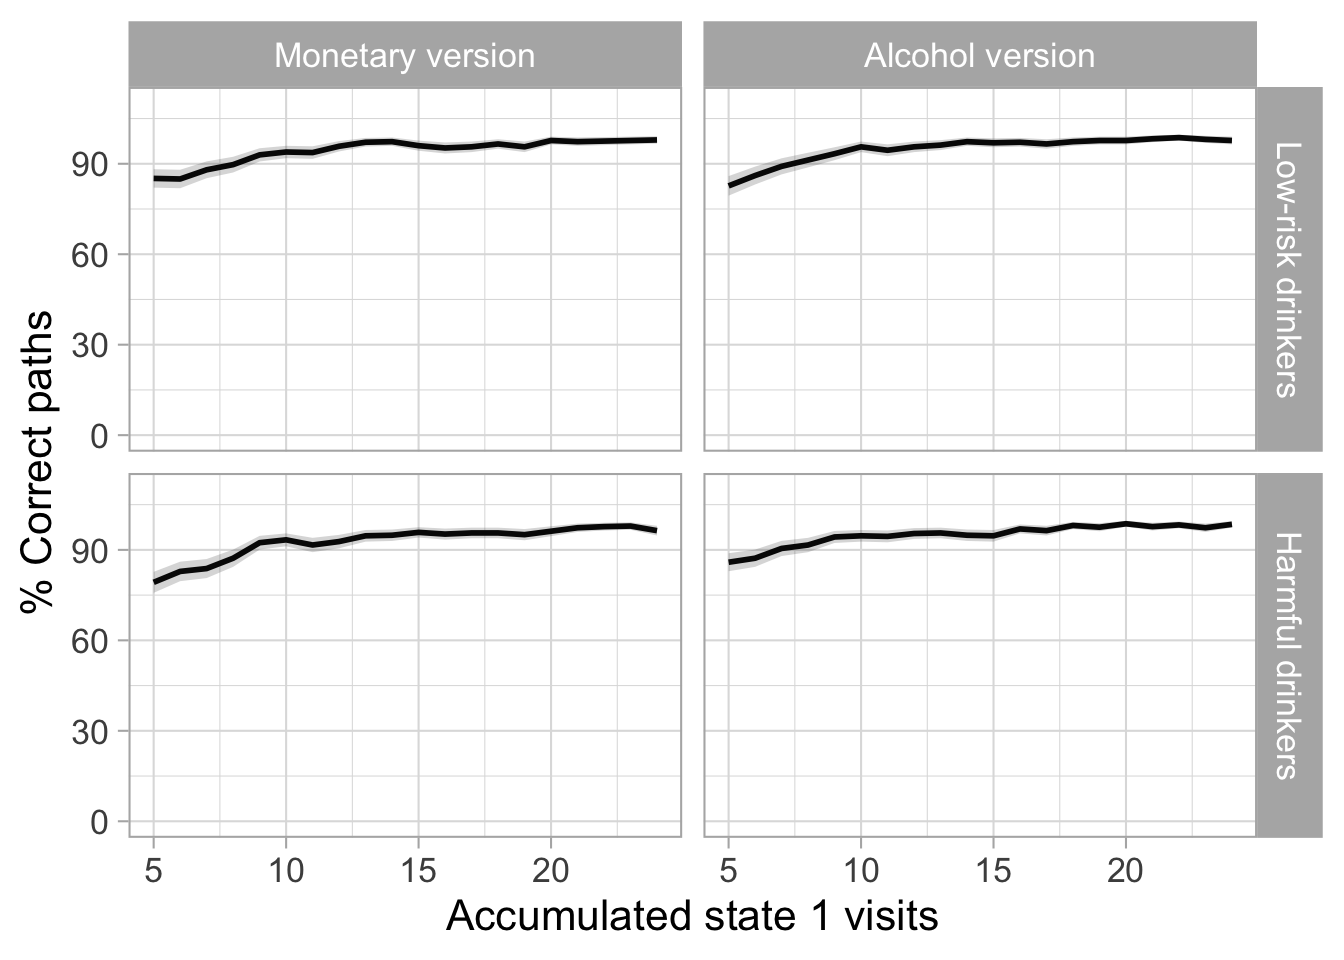 Monetary version
Alcohol version
90
60
30
0
Low-risk drinkers
% Correct paths
90
60
30
0
Harmful drinkers
5 10 15 20
5 10 15 20
Accumulated state 1 visits